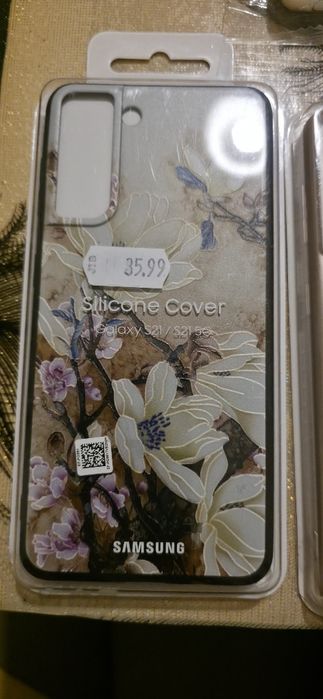 35.99
Silicone Cover
Galaxy S21 / S21 5G
SAMSUNG